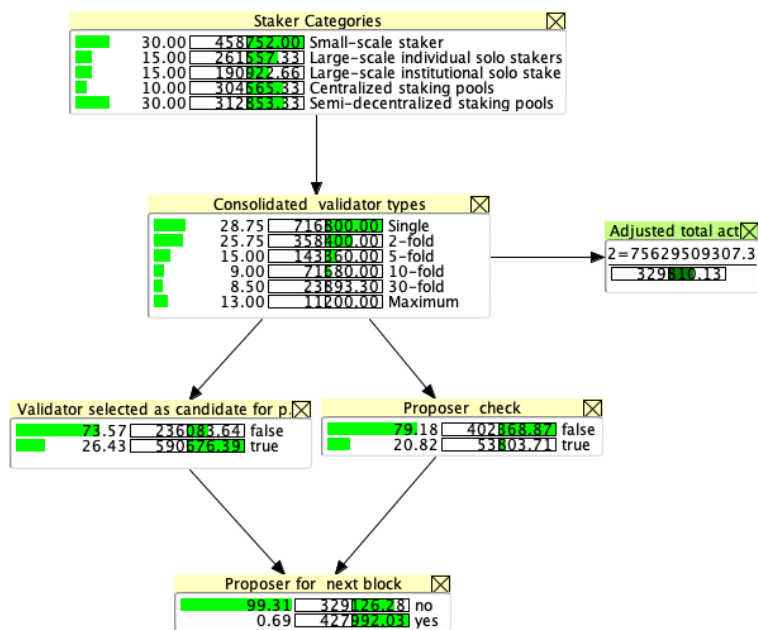 Staker Categories
30.00 458752.00 Small-scale staker
15.00 261557.33 Large-scale individual solo stakers
15.00 190922.66 Large-scale institutional solo stake
10.00 304565.33 Centralized staking pools
30.00 312853.33 Semi-decentralized staking pools
Consolidated validator types
28.75 716800.00 Single
25.75 358400.00 2-fold
15.00 143360.00 5-fold
9.00 71680.00 10-fold
8.50 23893.30 30-fold
13.00 11200.00 Maximum
Adjusted total act
2=75629509307.3
329810.13
Validator selected as candidate for p.
73.57 236083.64 false
26.43 590676.39 true
Proposer check
79.18 402368.87 false
20.82 53803.71 true
Proposer for next block
99.31 329126.28 no
0.69 427992.03 yes